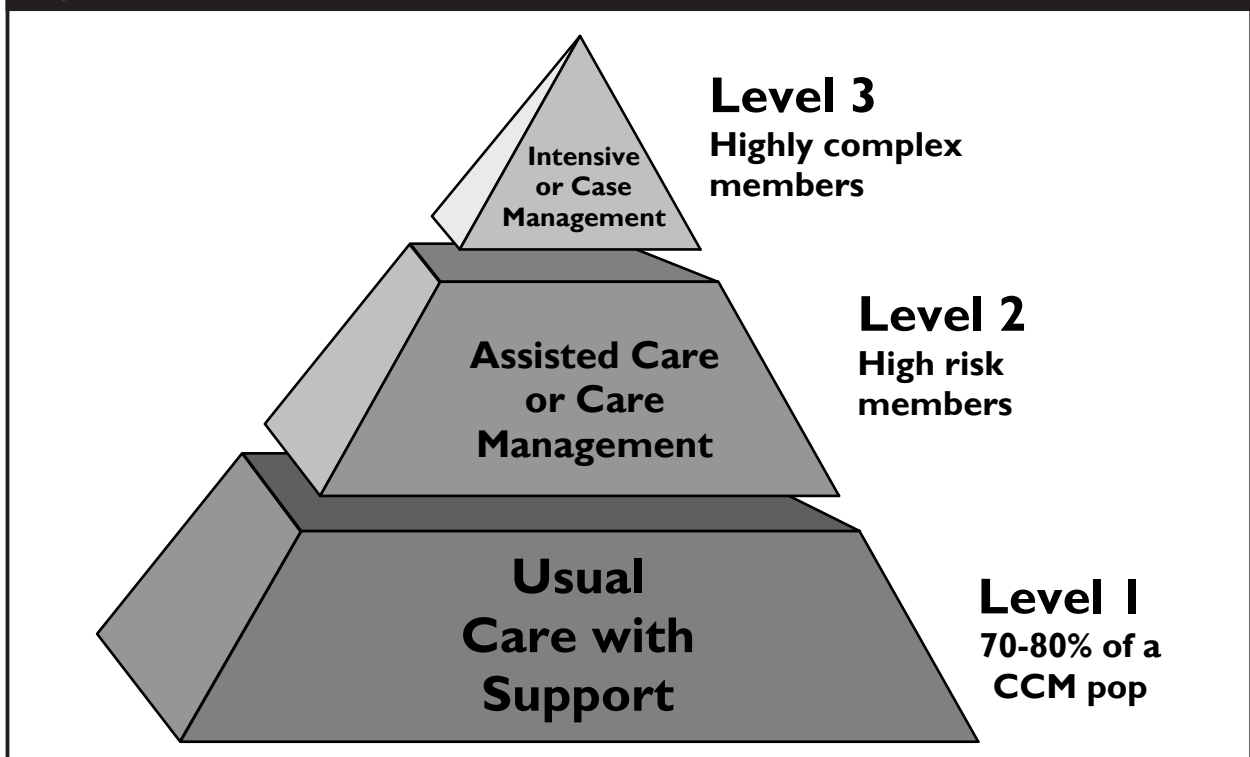 Level 3
Highly complex
members
Intensive
or Case
Management
Level 2
High risk
members
Assisted Care
or Care
Management
Level 1
70-80% of a
CCM pop
Usual
Care with
Support